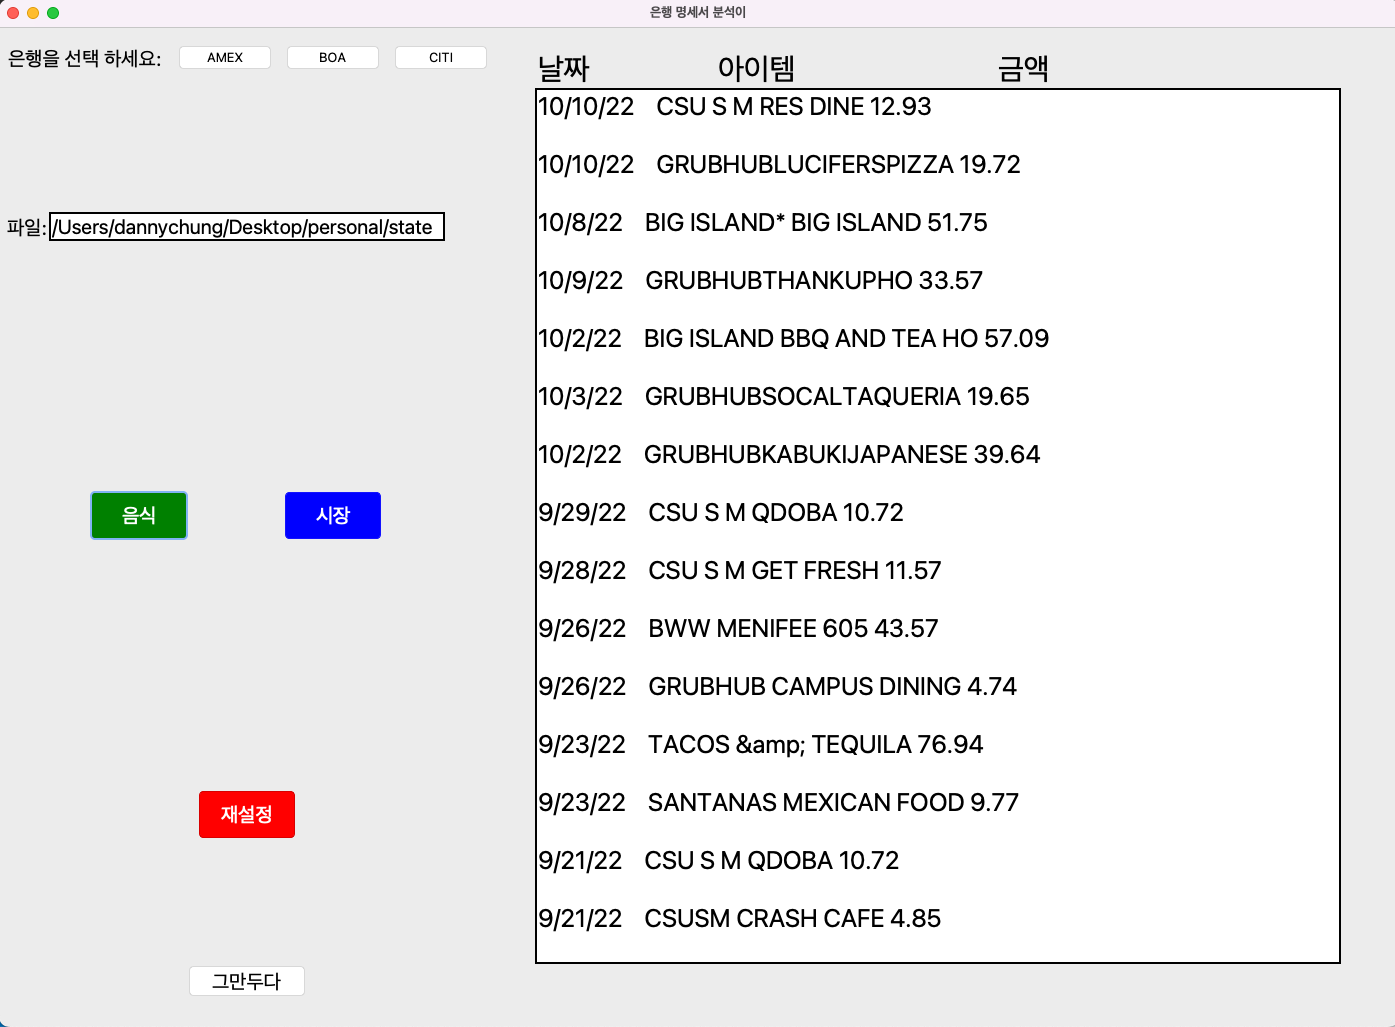 은행 명세서 분석이
은행을 선택 하세요: AMEX BOA CITI
파일: /Users/dannychung/Desktop/personal/state
음식 시장
재설정
그만두다
날짜 아이템 금액
10/10/22 CSU S M RES DINE 12.93
10/10/22 GRUBHUBLUCIFERSPIZZA 19.72
10/8/22 BIG ISLAND* BIG ISLAND 51.75
10/9/22 GRUBHUBTHANKUPHO 33.57
10/2/22 BIG ISLAND BBQ AND TEA HO 57.09
10/3/22 GRUBHUBSOCALTAQUERIA 19.65
10/2/22 GRUBHUBKABUKIJAPANESE 39.64
9/29/22 CSU S M QDOBA 10.72
9/28/22 CSU S M GET FRESH 11.57
9/26/22 BWW MENIFEE 605 43.57
9/26/22 GRUBHUB CAMPUS DINING 4.74
9/23/22 TACOS &amp; TEQUILA 76.94
9/23/22 SANTANAS MEXICAN FOOD 9.77
9/21/22 CSU S M QDOBA 10.72
9/21/22 CSUSM CRASH CAFE 4.85